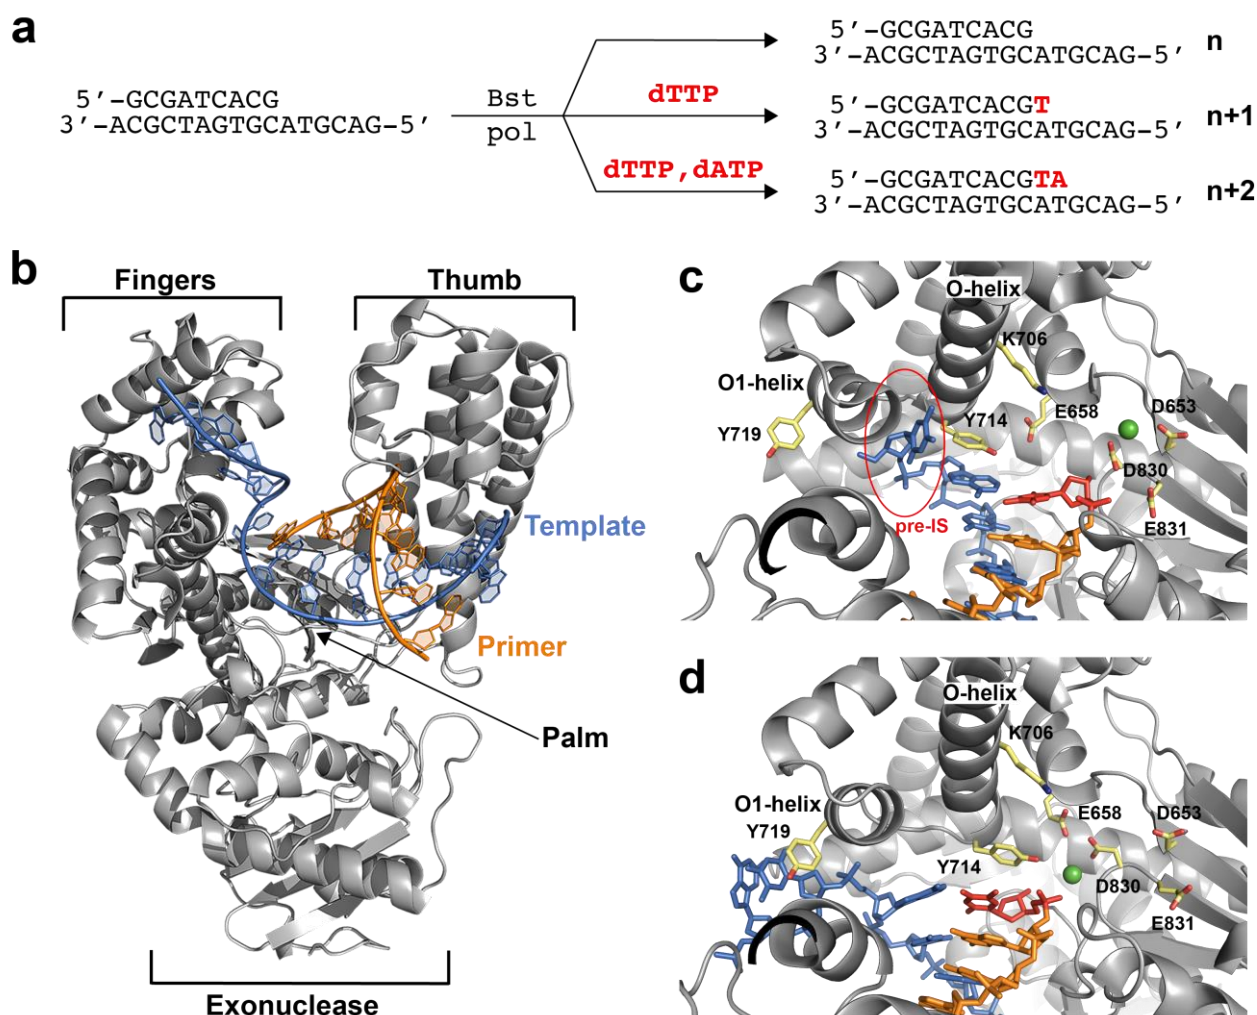 a
5′-GCGATCACG
3′-ACGCTAGTGCATGCAG-5′
Bst
pol
dTTP
dTTP,dATP
5′-GCGATCACG
3′-ACGCTAGTGCATGCAG-5′
n
5′-GCGATCACGT
3′-ACGCTAGTGCATGCAG-5′
n+1
5′-GCGATCACGTA
3′-ACGCTAGTGCATGCAG-5′
n+2
b
Fingers
Thumb
Template
Primer
Palm
Exonuclease
c
O-helix
K706
O1-helix
Y719
Y714
E658
D653
D830
E831
pre-IS
d
O-helix
K706
O1-helix
Y719
E658
D653
Y714
D830
E831